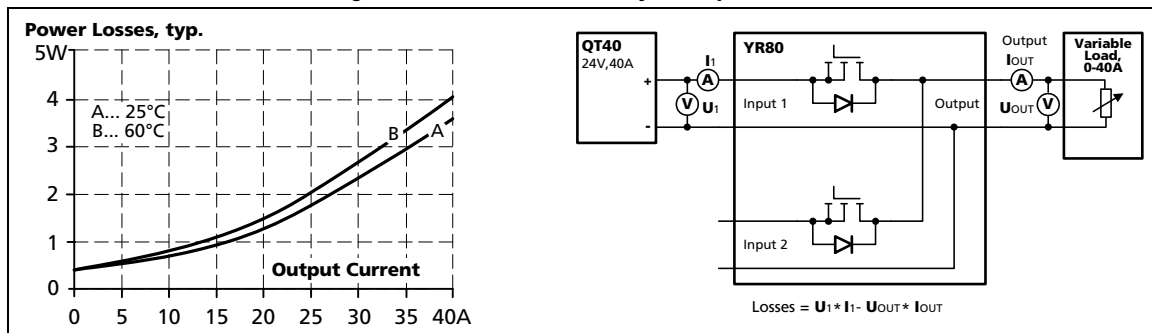 Power Losses, typ.
5W
4
3
2
1
0
A... 25°C
B... 60°C
B
A
Output Current
0 5 10 15 20 25 30 35 40A
QT40
24V,40A
+
-
I1
A
V
U1
YR80
Input 1
Output
Input 2
Output
IOUT
A
UOUT
V
Variable
Load,
0-40A
Losses = U1* I1- UOUT* IOUT